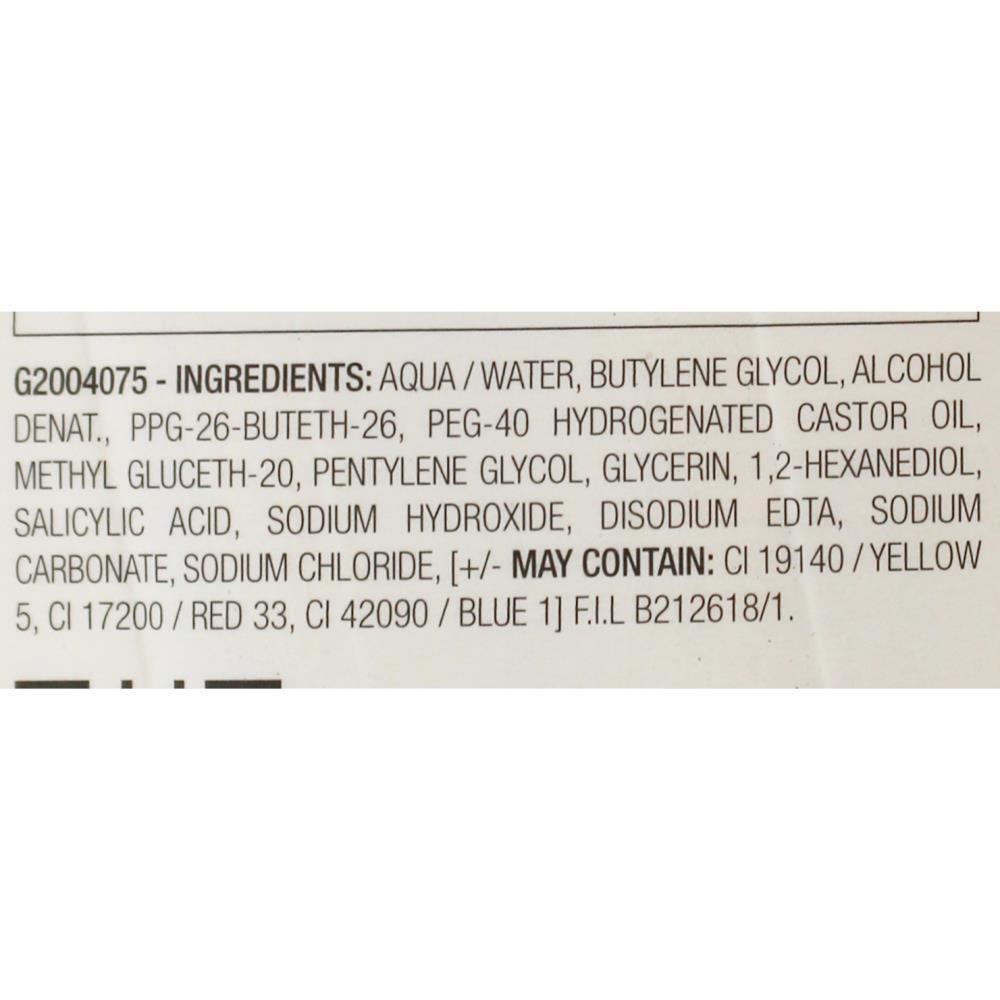 G2004075 - INGREDIENTS: AQUA / WATER, BUTYLENE GLYCOL, ALCOHOL
DENAT., PPG-26-BUTETH-26, PEG-40 HYDROGENATED CASTOR OIL,
METHYL GLUCETH-20, PENTYLENE GLYCOL, GLYCERIN, 1,2-HEXANEDIOL,
SALICYLIC ACID, SODIUM HYDROXIDE, DISODIUM EDTA, SODIUM
CARBONATE, SODIUM CHLORIDE, [+/- MAY CONTAIN: CI 19140 / YELLOW
5, CI 17200 / RED 33, CI 42090 / BLUE 1] F.I.L B212618/1.